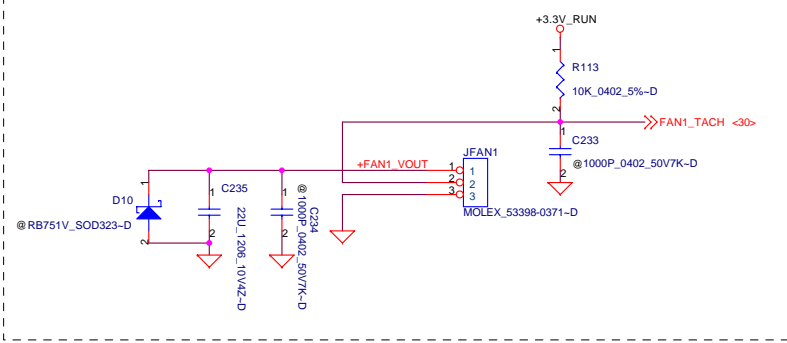 +3.3V_RUN
1
R113
10K_0402_5%~D
2
FAN1_TACH <30>
1
C233
@1000P_0402_50V7K~D
2
JFAN1
+FAN1_VOUT
1
2
3
1
2
3
MOLEX_53398-0371~D
1
D10
@RB751V_SOD323~D
2
1
C235
22U_1206_10V4Z~D
2
1
C234
@1000P_0402_50V7K~D
2